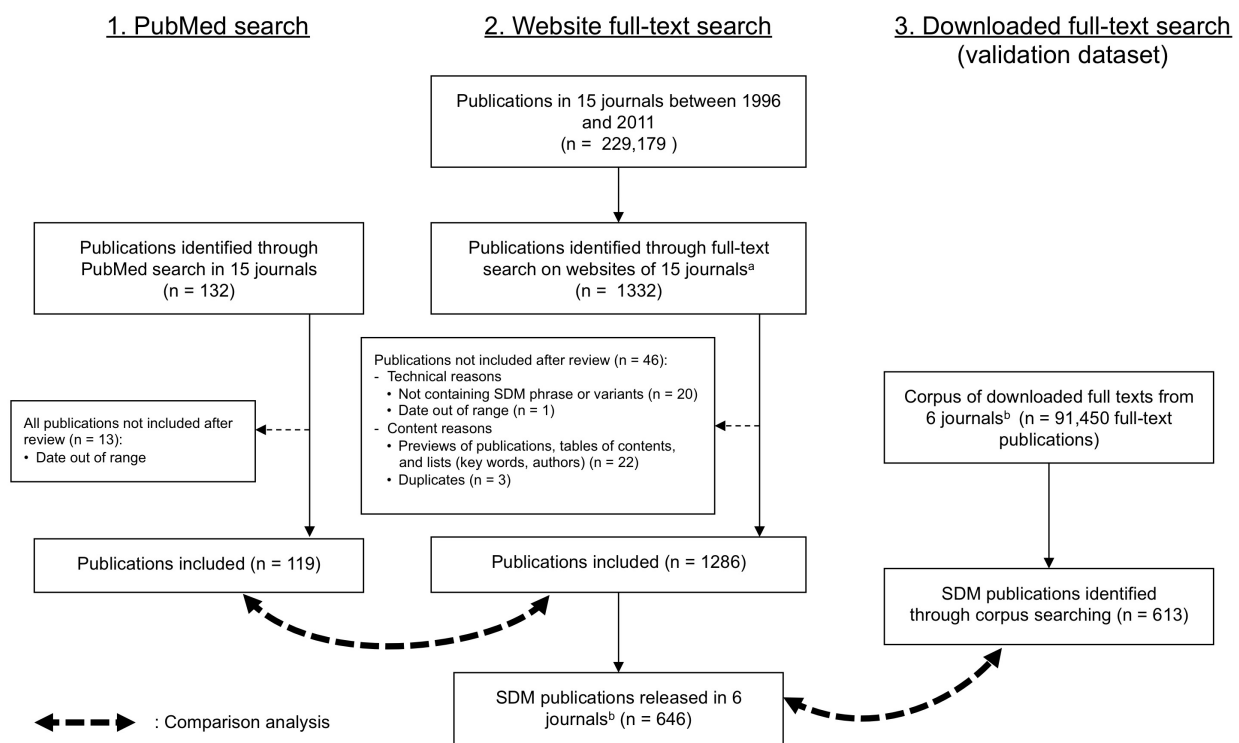 1. PubMed search
2. Website full-text search
3. Downloaded full-text search
(validation dataset)
Publications in 15 journals between 1996
and 2011
(n = 229,179 )
Publications identified through
PubMed search in 15 journals
(n = 132)
Publications identified through full-text
search on websites of 15 journalsᵃ
(n = 1332)
All publications not included after
review (n = 13):
• Date out of range
Publications not included after review (n = 46):
- Technical reasons
• Not containing SDM phrase or variants (n = 20)
• Date out of range (n = 1)
- Content reasons
• Previews of publications, tables of contents,
and lists (key words, authors) (n = 22)
• Duplicates (n = 3)
Corpus of downloaded full texts from
6 journalsᵇ (n = 91,450 full-text
publications)
Publications included (n = 119)
Publications included (n = 1286)
SDM publications identified
through corpus searching (n = 613)
SDM publications released in 6
journalsᵇ (n = 646)
: Comparison analysis